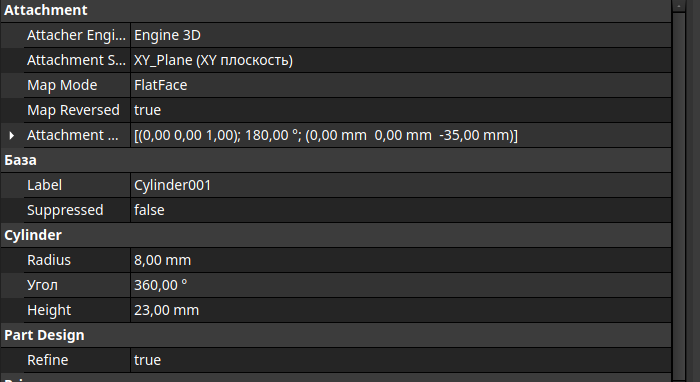 Attachment
Attacher Engi... Engine 3D
Attachment S... XY_Plane (XY плоскость)
Map Mode FlatFace
Map Reversed true
Attachment ... [(0,00 0,00 1,00); 180,00 °; (0,00 mm 0,00 mm -35,00 mm)]
База
Label Cylinder001
Suppressed false
Cylinder
Radius 8,00 mm
Угол 360,00 °
Height 23,00 mm
Part Design
Refine true